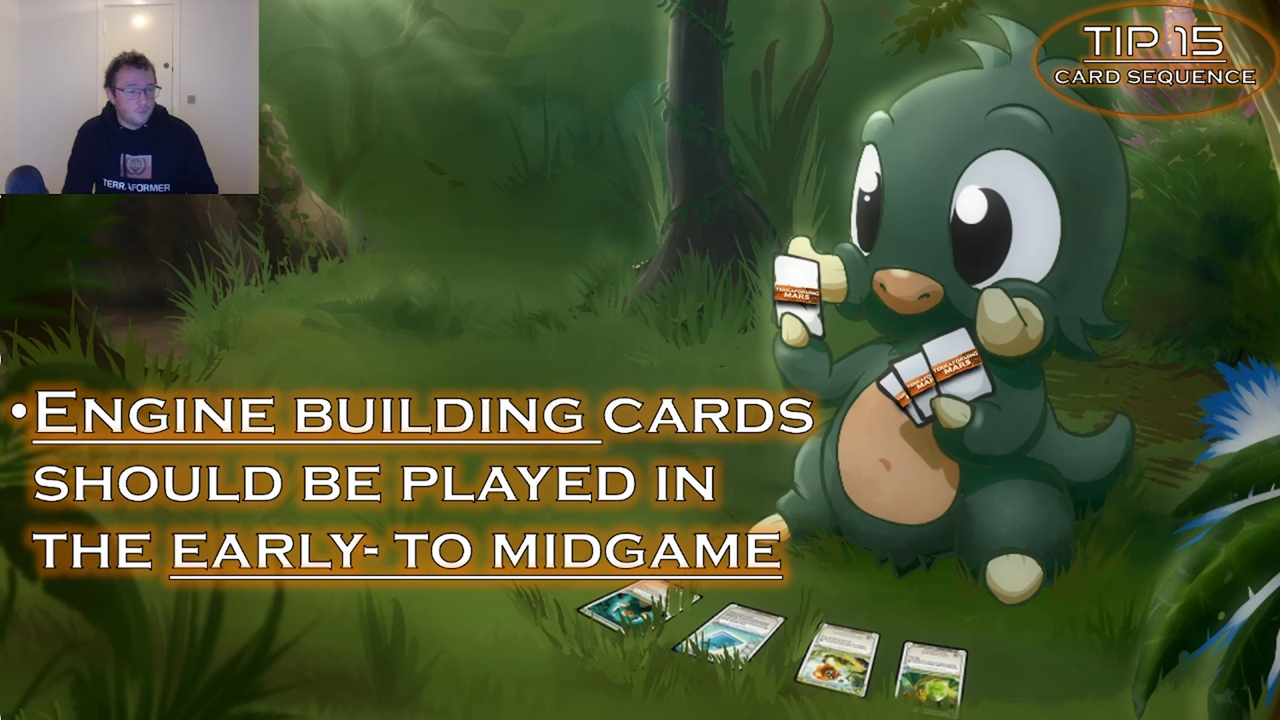 TIP 15
CARD SEQUENCE
TERRAFORMER
TERRAFORMING
MARS
TERRAFORMING
MARS
•ENGINE BUILDING CARDS
SHOULD BE PLAYED IN
THE EARLY- TO MIDGAME